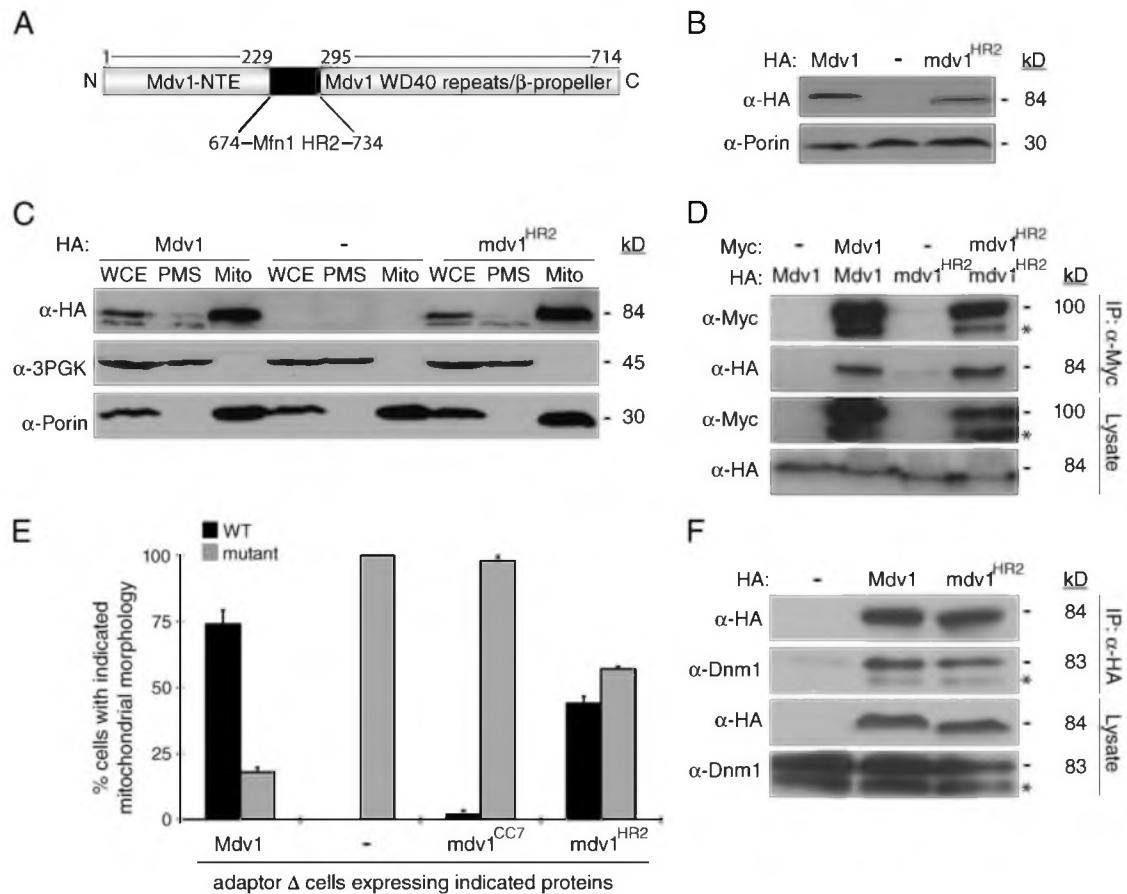 A
1 229 295 714
N Mdv1-NTE Mdv1 WD40 repeats/β-propeller C
674–Mfn1 HR2–734
B
HA: Mdv1 - mdv1HR2 kD
α-HA - 84
α-Porin - 30
C
HA: Mdv1 - mdv1HR2 kD
WCE PMS Mito WCE PMS Mito WCE PMS Mito
α-HA - 84
α-3PGK - 45
α-Porin - 30
D
Myc: - Mdv1 - mdv1HR2
HA: Mdv1 Mdv1 mdv1HR2 mdv1HR2 kD
α-Myc - 100
*
α-HA - 84
IP: α-Myc
α-Myc - 100
*
α-HA - 84
Lysate
E
WT
mutant
% cells with indicated
mitochondrial morphology
100
75
50
25
0
Mdv1 - mdv1CC7 mdv1HR2
adaptor Δ cells expressing indicated proteins
F
HA: - Mdv1 mdv1HR2 kD
α-HA - 84
α-Dnm1 - 83
*
IP: α-HA
α-HA - 84
α-Dnm1 - 83
*
Lysate